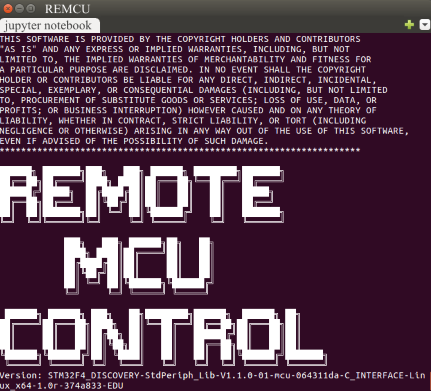 REMCU
jupyter notebook
THIS SOFTWARE IS PROVIDED BY THE COPYRIGHT HOLDERS AND CONTRIBUTORS
"AS IS" AND ANY EXPRESS OR IMPLIED WARRANTIES, INCLUDING, BUT NOT
LIMITED TO, THE IMPLIED WARRANTIES OF MERCHANTABILITY AND FITNESS FOR
A PARTICULAR PURPOSE ARE DISCLAIMED. IN NO EVENT SHALL THE COPYRIGHT
HOLDER OR CONTRIBUTORS BE LIABLE FOR ANY DIRECT, INDIRECT, INCIDENTAL,
SPECIAL, EXEMPLARY, OR CONSEQUENTIAL DAMAGES (INCLUDING, BUT NOT LIMITED
TO, PROCUREMENT OF SUBSTITUTE GOODS OR SERVICES; LOSS OF USE, DATA, OR
PROFITS; OR BUSINESS INTERRUPTION) HOWEVER CAUSED AND ON ANY THEORY OF
LIABILITY, WHETHER IN CONTRACT, STRICT LIABILITY, OR TORT (INCLUDING
NEGLIGENCE OR OTHERWISE) ARISING IN ANY WAY OUT OF THE USE OF THIS SOFTWARE,
EVEN IF ADVISED OF THE POSSIBILITY OF SUCH DAMAGE.
*******************************************************************
REMOTE
MCU
CONTROL
Version: STM32F4_DISCOVERY-StdPeriph_Lib-V1.1.0-01-mcu-064311da-C_INTERFACE-Lin
ux_x64-1.0r-374a833-EDU